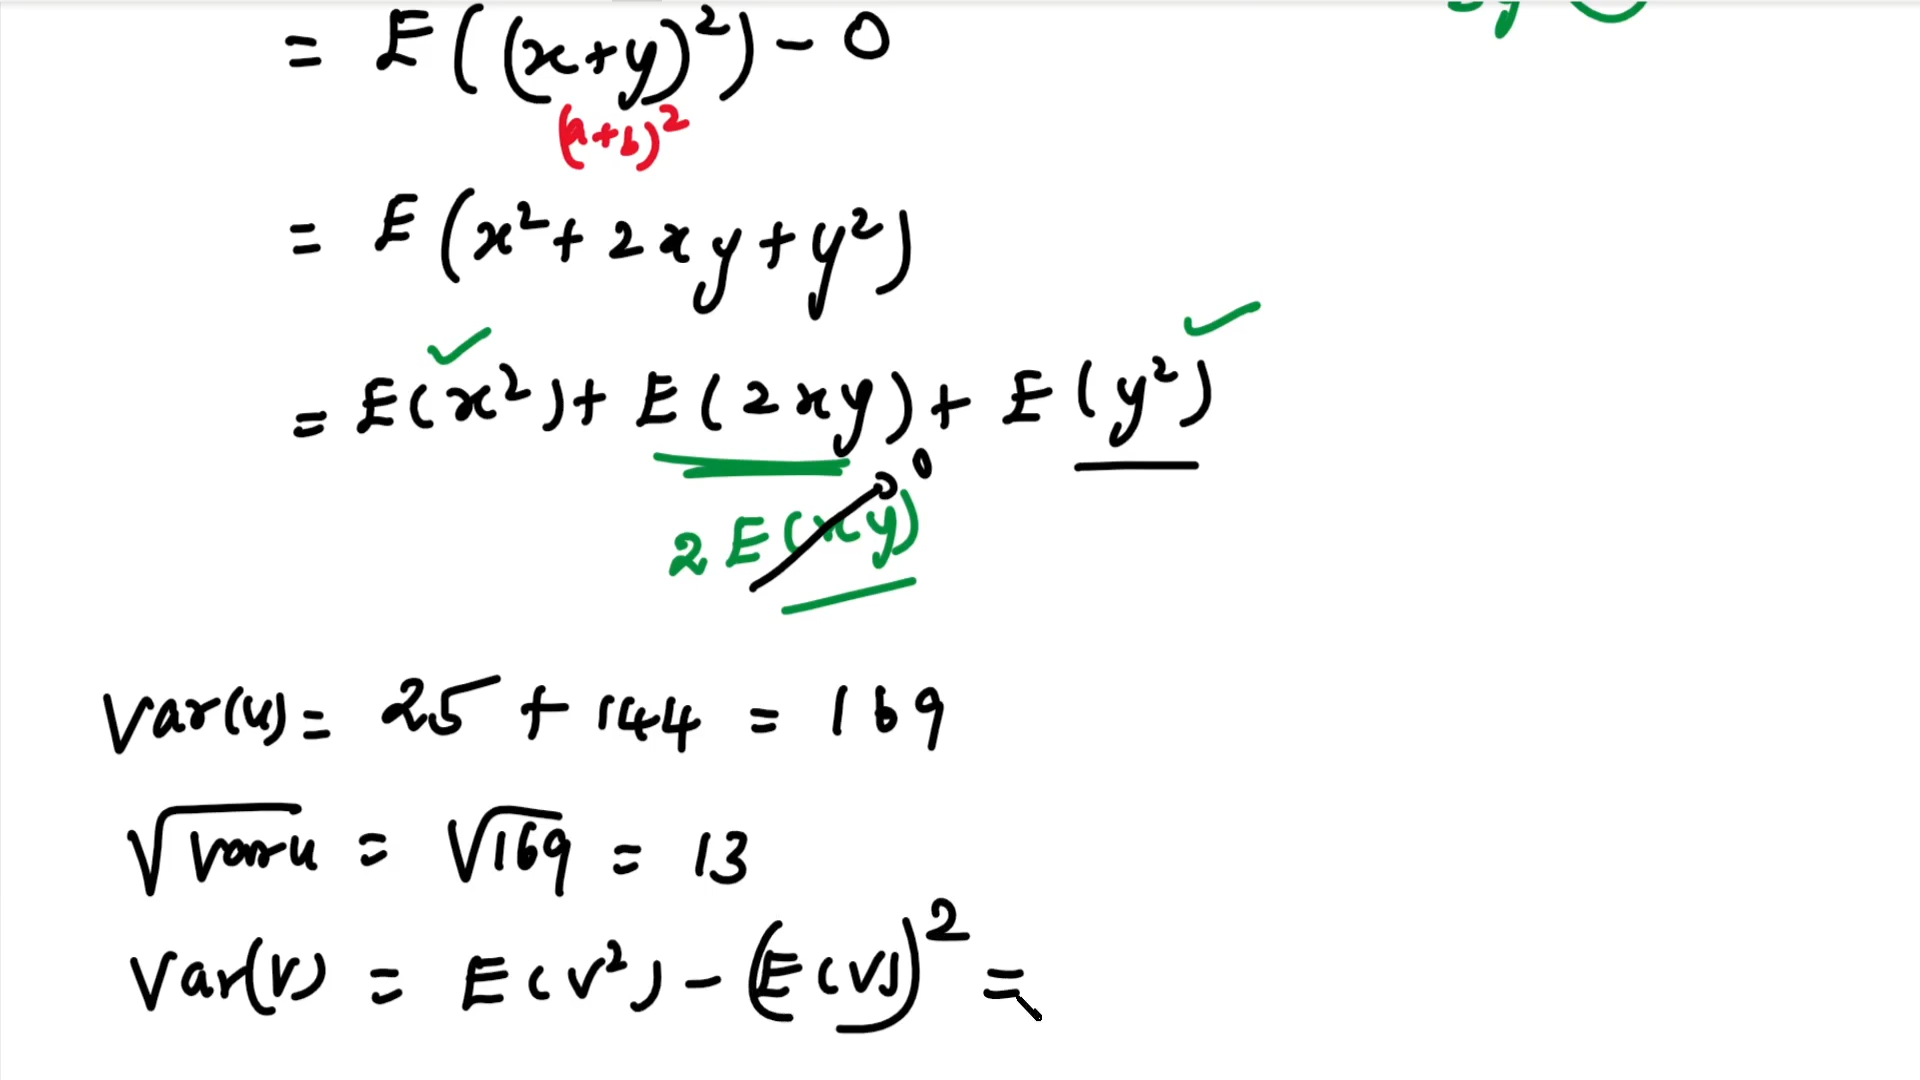 = E((x+y)²) - 0
(a+b)²
= E(x² + 2xy + y²)
= E(x²) + E(2xy) + E(y²)
0
2E(xy)
Var(u) = 25 + 144 = 169
√Var u = √169 = 13
Var(V) = E(V²) - (E(V))² =